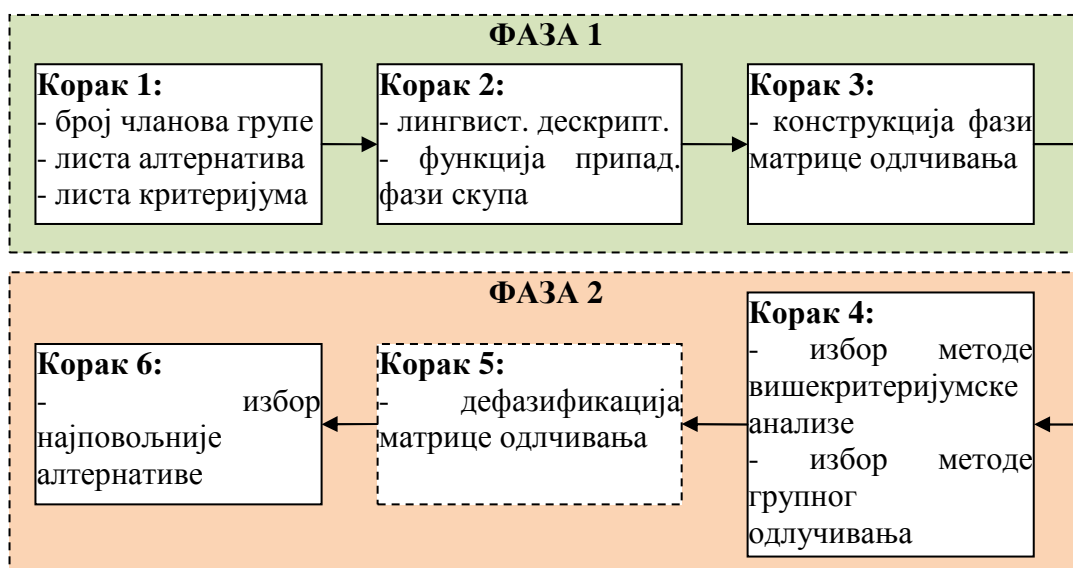 ФАЗА 1
Корак 1:
- број чланова групе
- листа алтернатива
- листа критеријума
Корак 2:
- лингвист. дескрипт.
- функција припад.
фази скупа
Корак 3:
- конструкција фази
матрице одлчивања
ФАЗА 2
Корак 4:
- избор методе
вишекритеријумске
анализе
- избор методе
групног
одлучивања
Корак 5:
- дефазификација
матрице одлчивања
Корак 6:
- избор
најповољније
алтернативе